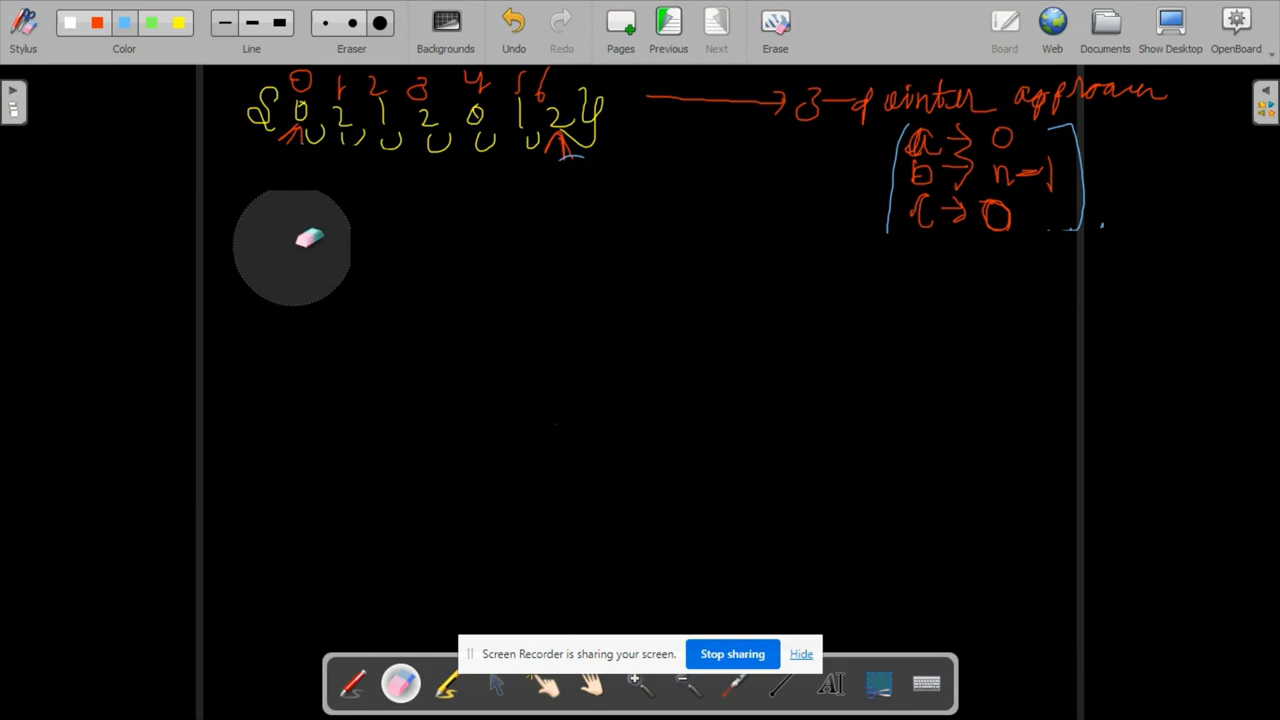 Stylus Color Line Eraser Backgrounds Undo Redo Pages Previous Next Erase Board Web Documents Show Desktop OpenBoard
0 1 2 3 4 5 6
{ 0 2 1 2 0 1 2 } → 3-pointer approach
a → 0
b → n-1
c → 0
Screen Recorder is sharing your screen. Stop sharing Hide
AI